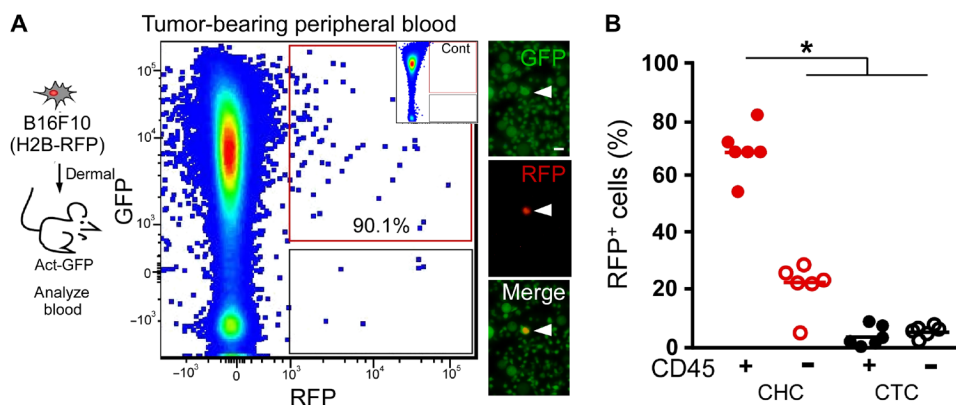 A
Tumor-bearing peripheral blood
B16F10
(H2B-RFP)
Dermal
Act-GFP
Analyze
blood
GFP
10⁵
10⁴
10³
0
−10³
Cont
90.1%
−10³ 0 10³ 10⁴ 10⁵
RFP
GFP
RFP
Merge
B
*
RFP⁺ cells (%)
100
80
60
40
20
0
CD45 + - + -
CHC CTC